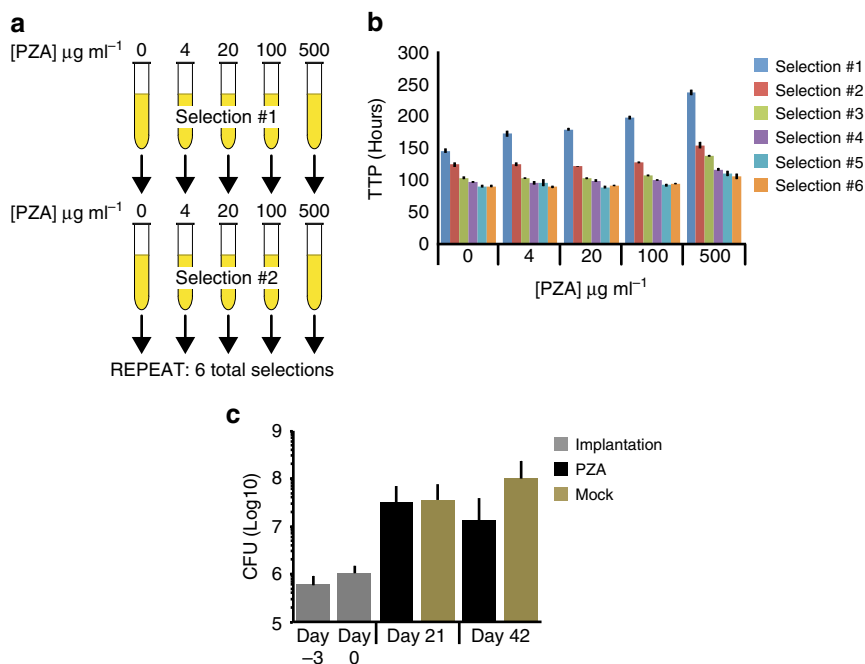 a
[PZA] μg ml–1 0 4 20 100 500
Selection #1
[PZA] μg ml–1 0 4 20 100 500
Selection #2
REPEAT: 6 total selections
b
TTP (Hours)
300
250
200
150
100
50
0
0 4 20 100 500
[PZA] μg ml–1
Selection #1
Selection #2
Selection #3
Selection #4
Selection #5
Selection #6
c
CFU (Log10)
9
8
7
6
5
Day –3
Day 0
Day 21
Day 42
Implantation
PZA
Mock